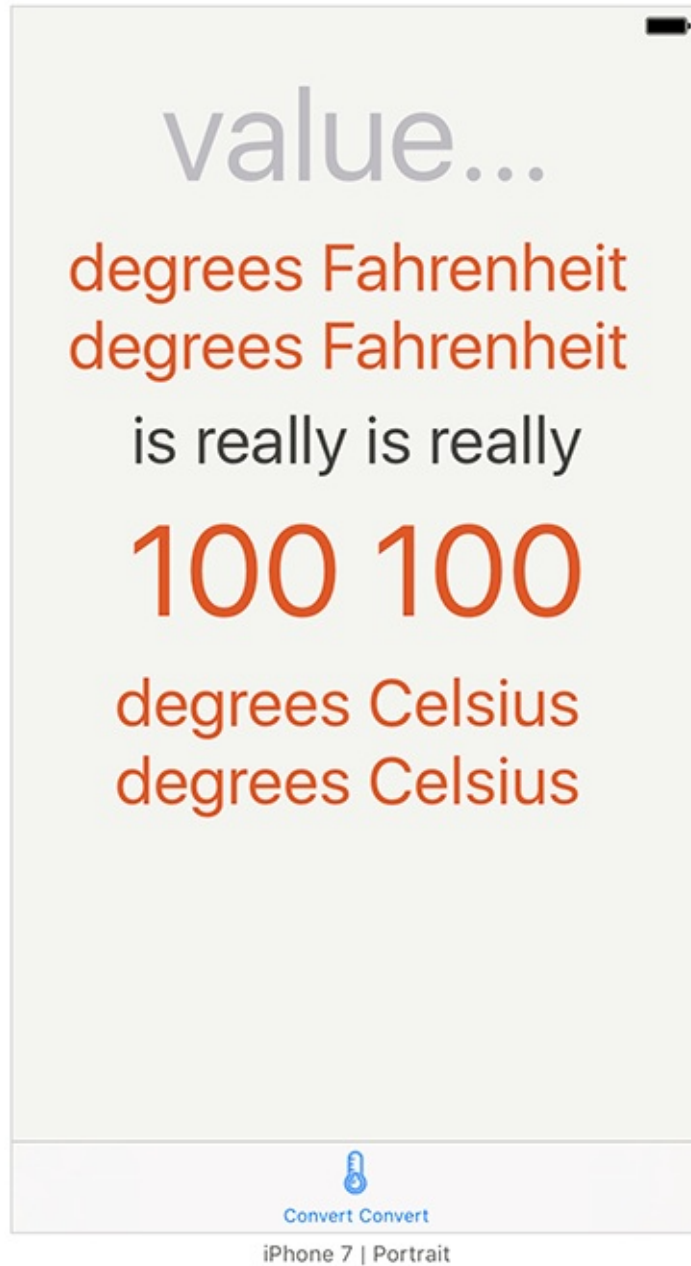 value...
degrees Fahrenheit
degrees Fahrenheit
is really is really
100 100
degrees Celsius
degrees Celsius
Convert Convert
iPhone 7 | Portrait